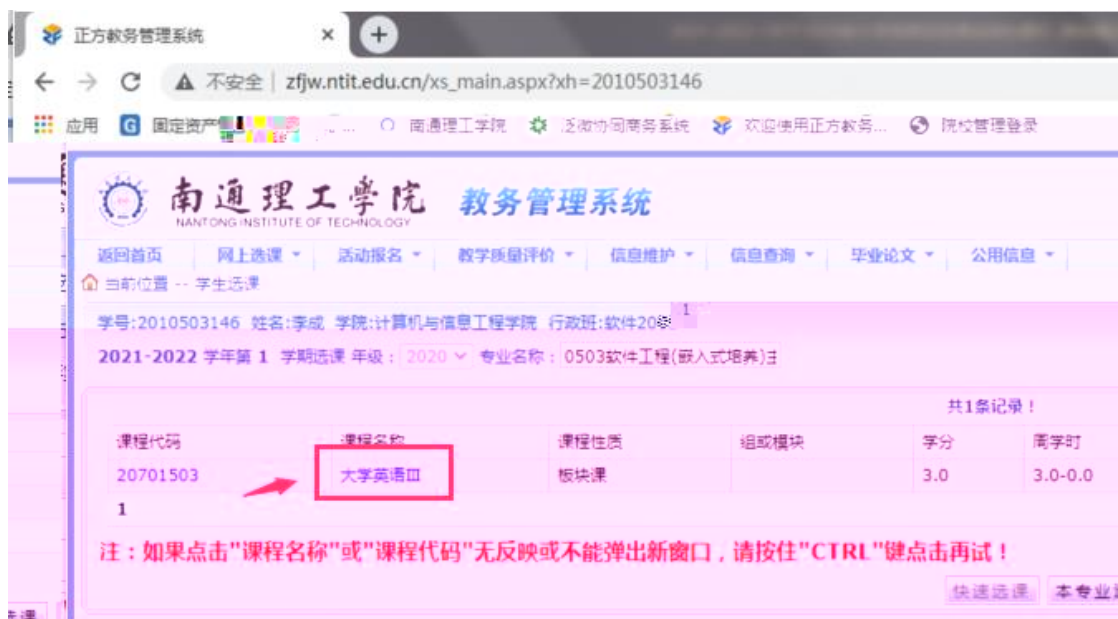 正方教务管理系统
不安全 | zfjw.ntit.edu.cn/xs_main.aspx?xh=2010503146
应用 固定资产 ... 南通理工学院 泛微协同商务系统 欢迎使用正方教务... 院校管理登录
南通理工學院 教务管理系统
NANTONG INSTITUTE OF TECHNOLOGY
返回首页 网上选课 活动报名 教学质量评价 信息维护 信息查询 毕业论文 公用信息
当前位置 -- 学生选课
学号:2010503146 姓名:李成 学院:计算机与信息工程学院 行政班:软件20
2021-2022 学年第 1 学期选课 年级: 2020 专业名称: 0503软件工程(嵌入式培养)
共1条记录!
课程代码 课程名称 课程性质 组或模块 学分 周学时
20701503 大学英语III 板块课 3.0 3.0-0.0
1
注:如果点击"课程名称"或"课程代码"无反映或不能弹出新窗口,请按住"CTRL"键点击再试!
快速选课 本专业